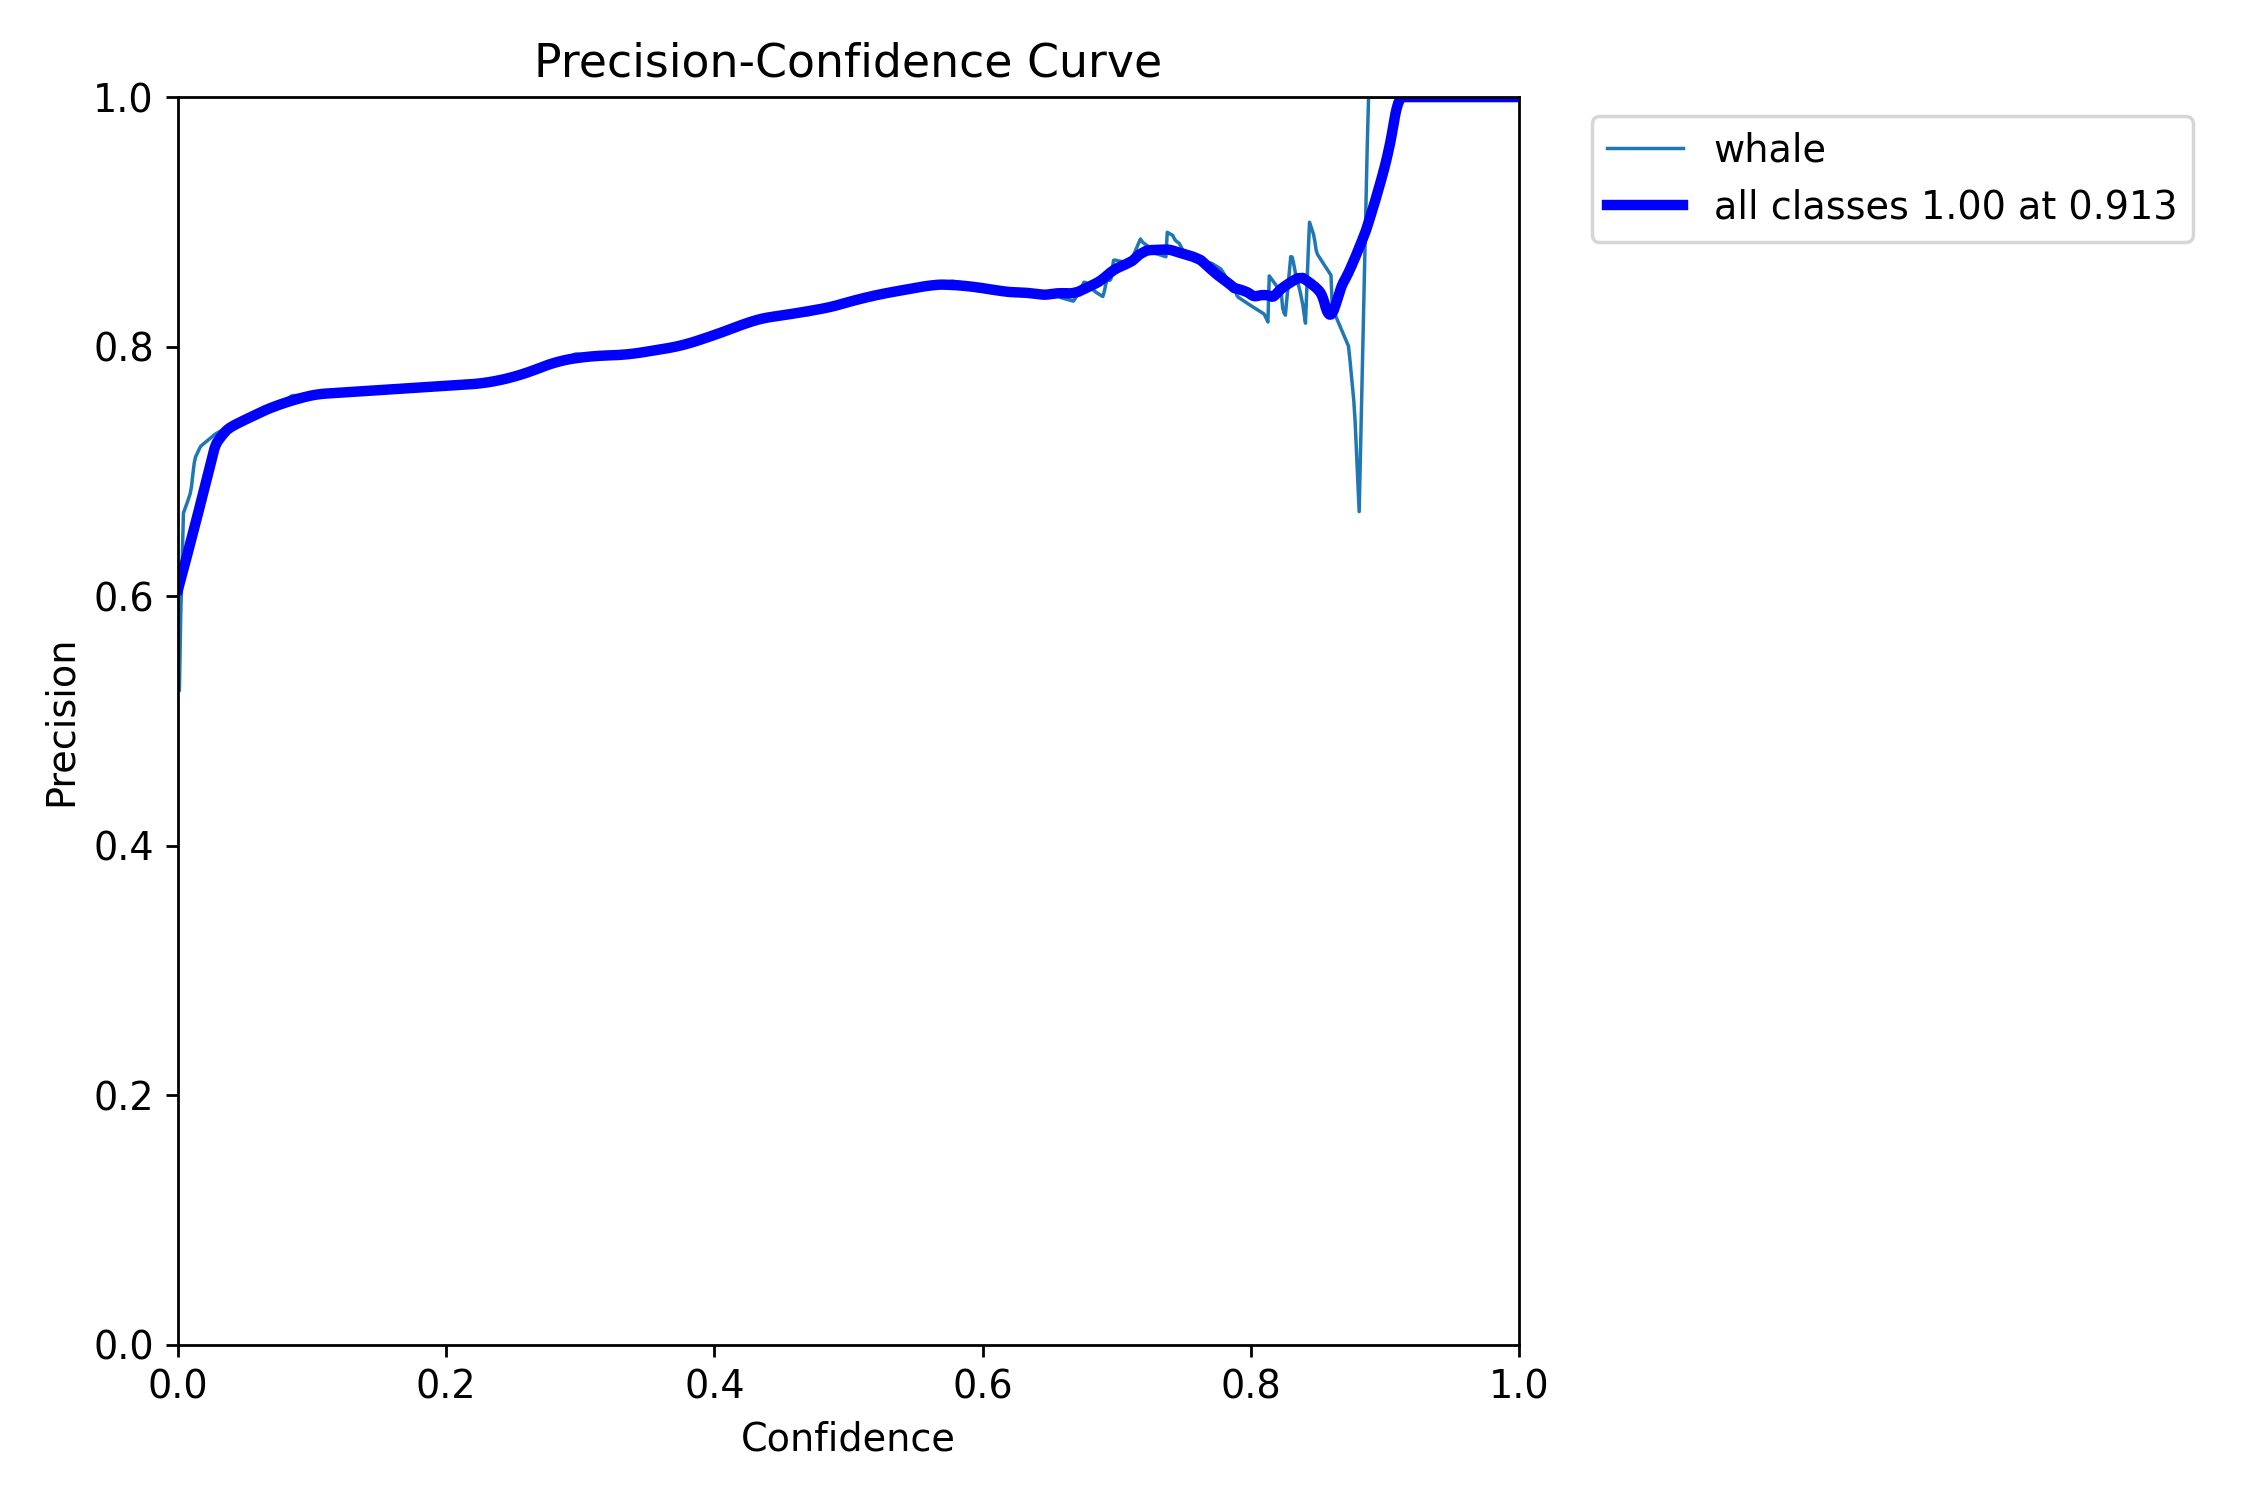 Precision-Confidence Curve
1.0
0.8
0.6
0.4
0.2
0.0
Precision
0.0 0.2 0.4 0.6 0.8 1.0
Confidence
whale
all classes 1.00 at 0.913